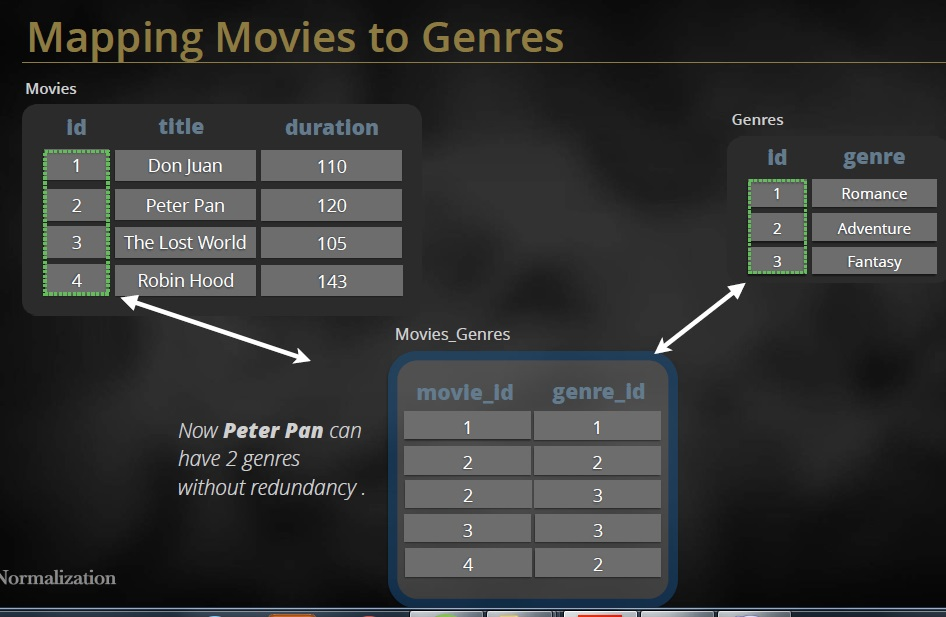 Mapping Movies to Genres
Movies
id title duration
1 Don Juan 110
2 Peter Pan 120
3 The Lost World 105
4 Robin Hood 143
Genres
id genre
1 Romance
2 Adventure
3 Fantasy
Movies_Genres
movie_id genre_id
1 1
2 2
2 3
3 3
4 2
Now Peter Pan can
have 2 genres
without redundancy .
Normalization